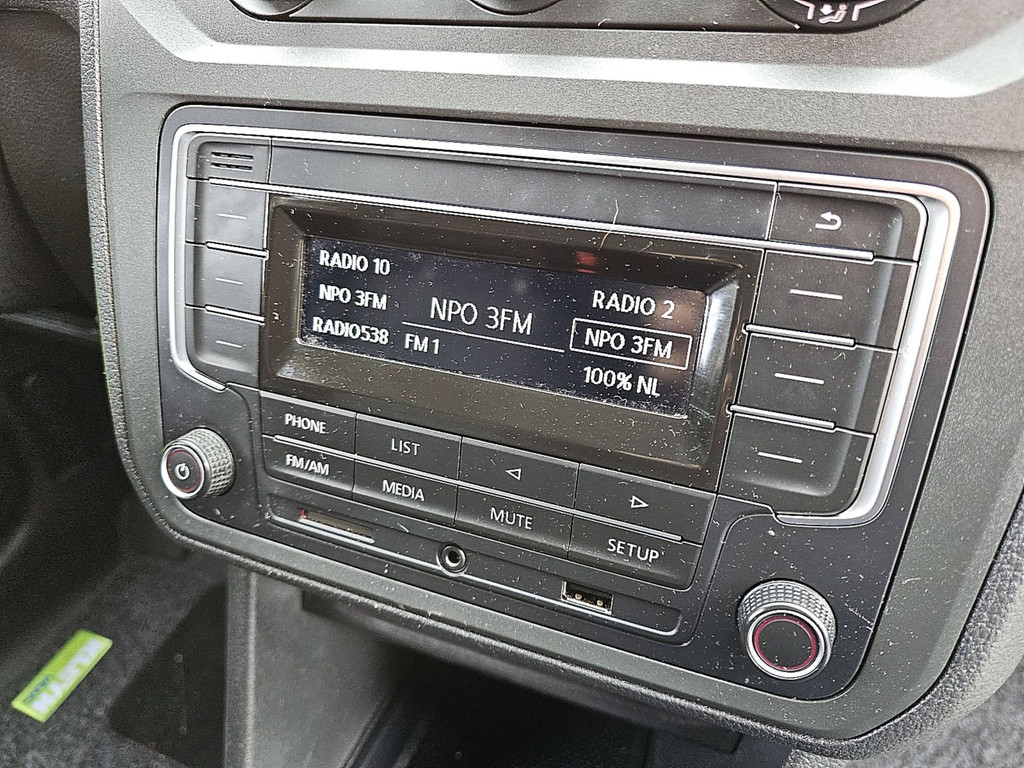 RADIO 10
NPO 3FM
RADIO538
NPO 3FM
FM 1
RADIO 2
NPO 3FM
100% NL
PHONE
LIST
FM/AM
MEDIA
MUTE
SETUP